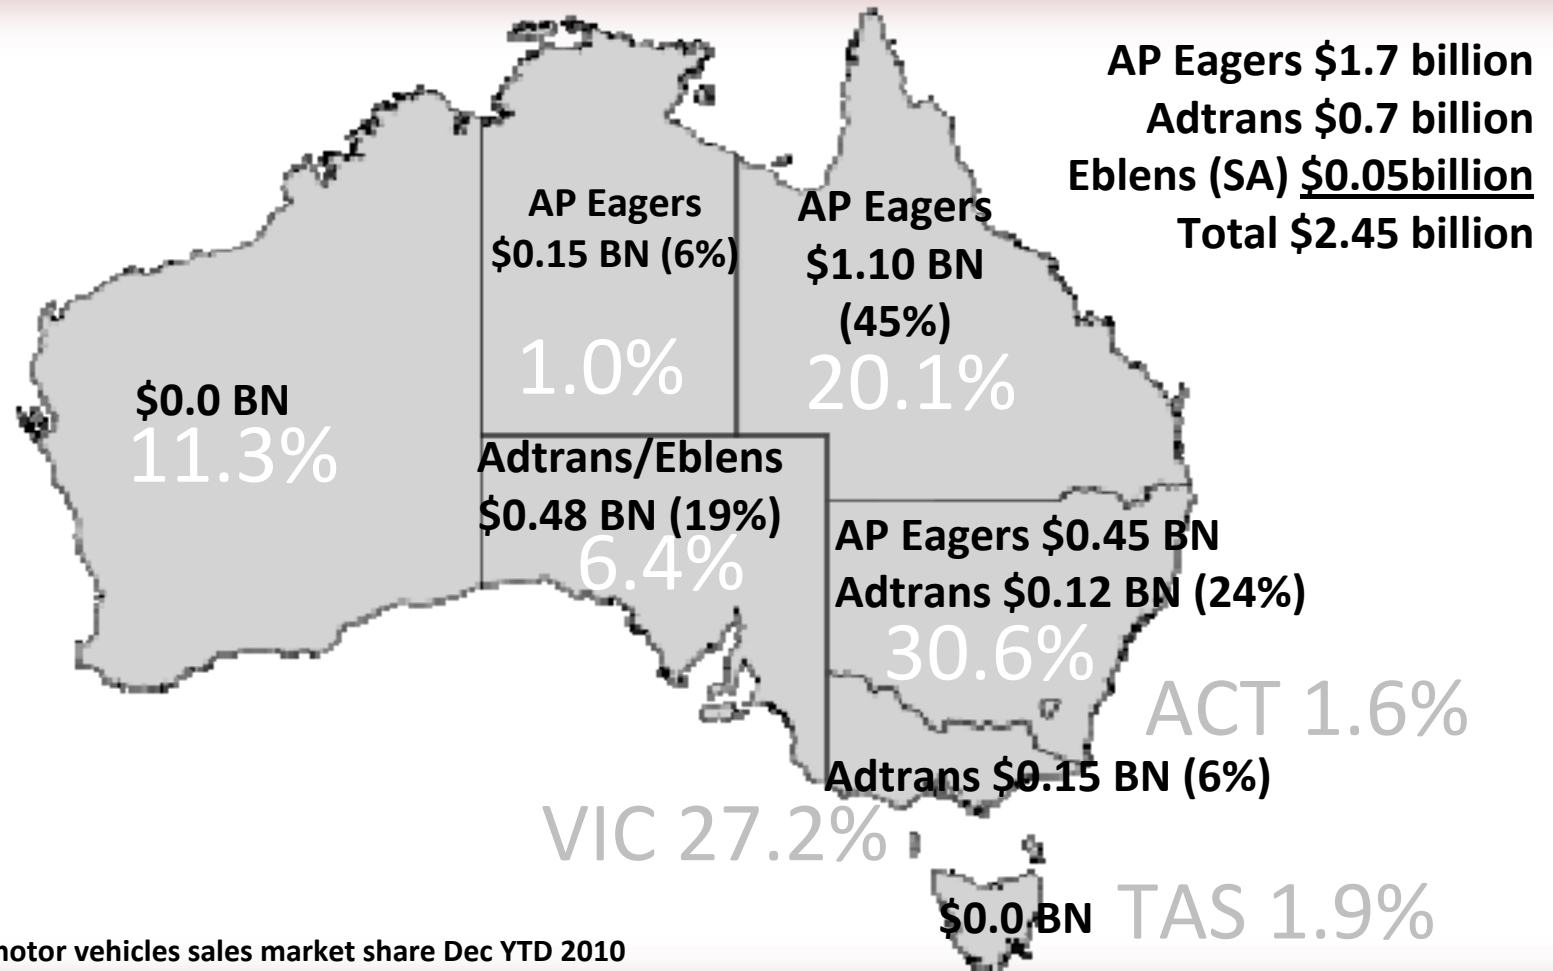 AP Eagers $1.7 billion
Adtrans $0.7 billion
Eblens (SA) $0.05billion
Total $2.45 billion
AP Eagers
$0.15 BN (6%)
1.0%
AP Eagers
$1.10 BN
(45%)
20.1%
$0.0 BN
11.3%
Adtrans/Eblens
$0.48 BN (19%)
6.4%
AP Eagers $0.45 BN
Adtrans $0.12 BN (24%)
30.6%
ACT 1.6%
Adtrans $0.15 BN (6%)
VIC 27.2%
$0.0 BN
TAS 1.9%
motor vehicles sales market share Dec YTD 2010